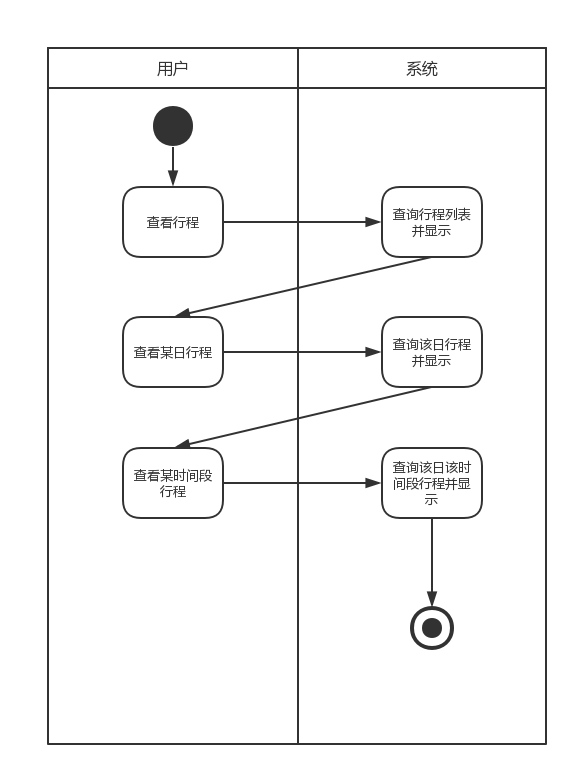 用户
系统
查看行程
查询行程列表
并显示
查看某日行程
查询该日行程
并显示
查看某时间段
行程
查询该日该时
间段行程并显
示